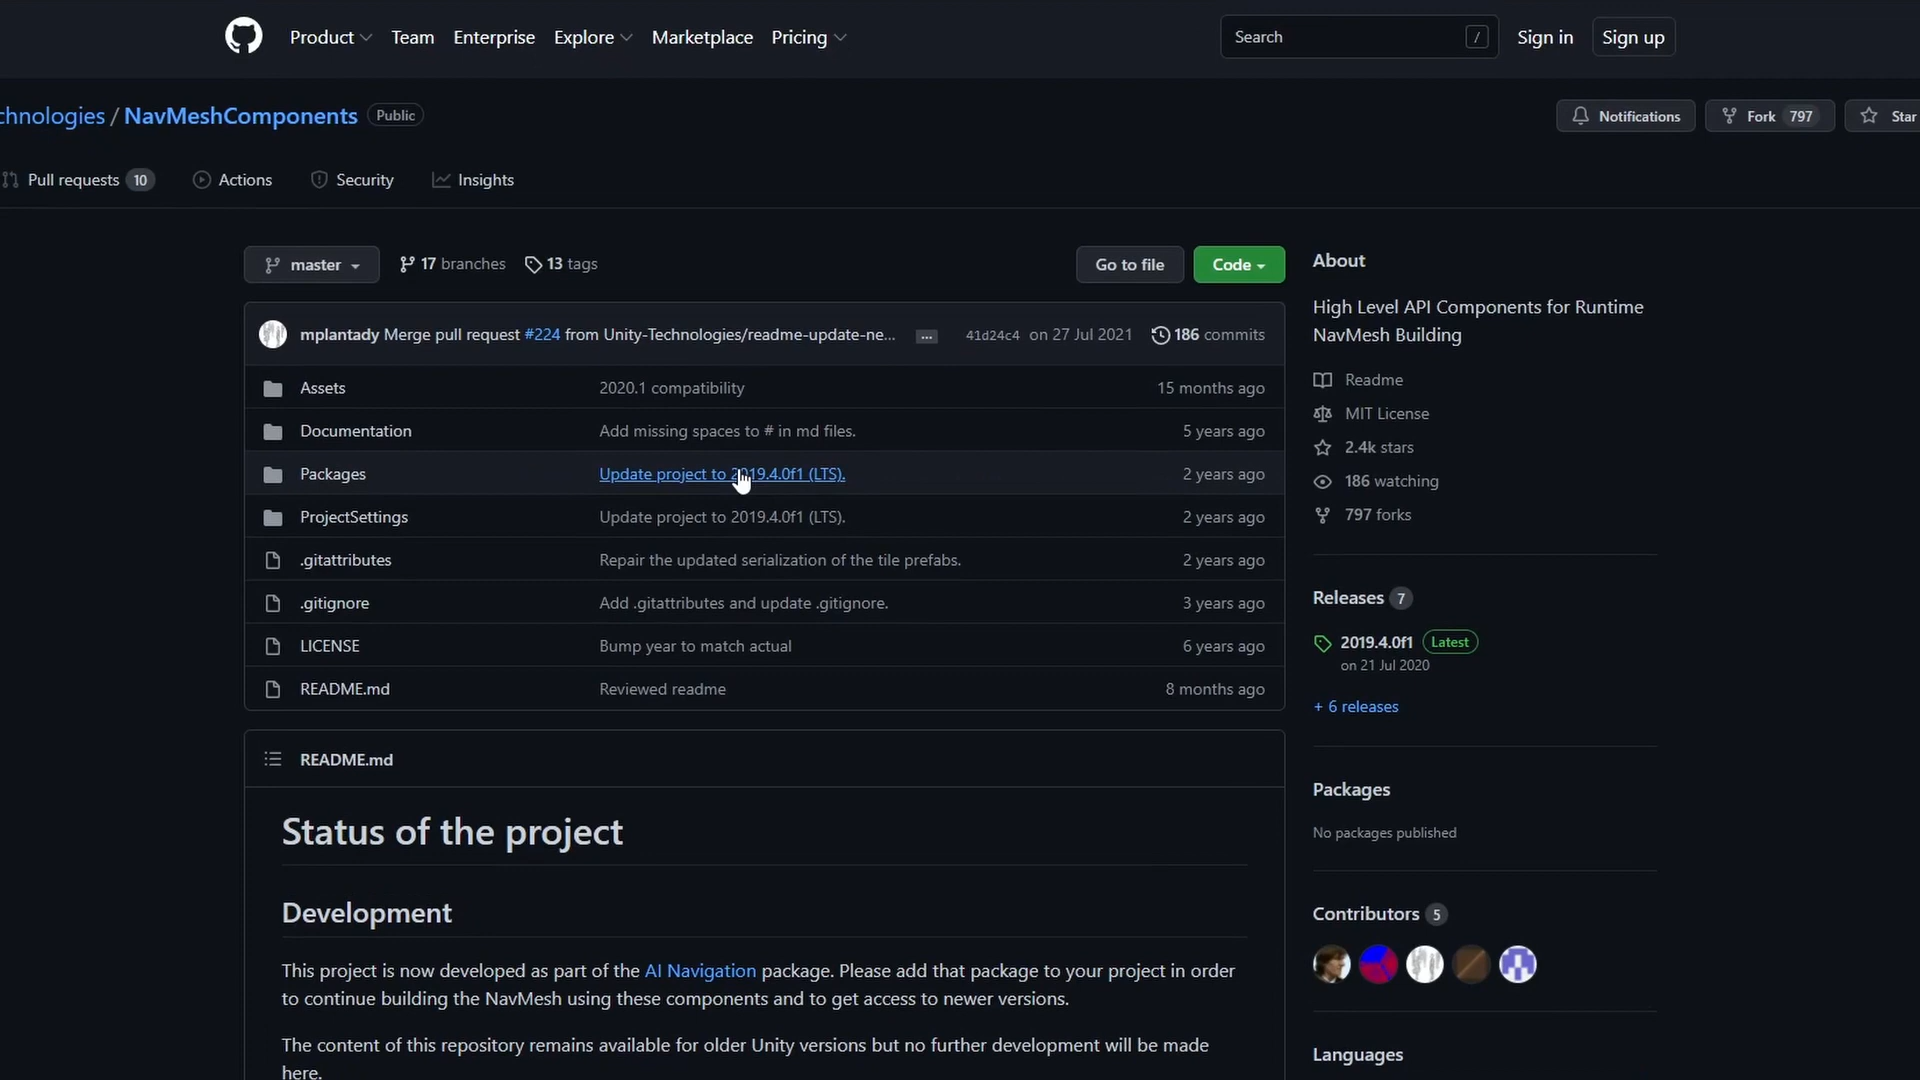 Product Team Enterprise Explore Marketplace Pricing Search / Sign in Sign up
chnologies / NavMeshComponents Public Notifications Fork 797 Star
Pull requests 10 Actions Security Insights
master 17 branches 13 tags Go to file Code
mplantady Merge pull request #224 from Unity-Technologies/readme-update-ne... ... 41d24c4 on 27 Jul 2021 186 commits
Assets 2020.1 compatibility 15 months ago
Documentation Add missing spaces to # in md files. 5 years ago
Packages Update project to 2019.4.0f1 (LTS). 2 years ago
ProjectSettings Update project to 2019.4.0f1 (LTS). 2 years ago
.gitattributes Repair the updated serialization of the tile prefabs. 2 years ago
.gitignore Add .gitattributes and update .gitignore. 3 years ago
LICENSE Bump year to match actual 6 years ago
README.md Reviewed readme 8 months ago
README.md
Status of the project
Development
This project is now developed as part of the AI Navigation package. Please add that package to your project in order
to continue building the NavMesh using these components and to get access to newer versions.
The content of this repository remains available for older Unity versions but no further development will be made
here.
About
High Level API Components for Runtime
NavMesh Building
Readme
MIT License
2.4k stars
186 watching
797 forks
Releases 7
2019.4.0f1 Latest
on 21 Jul 2020
+ 6 releases
Packages
No packages published
Contributors 5
Languages